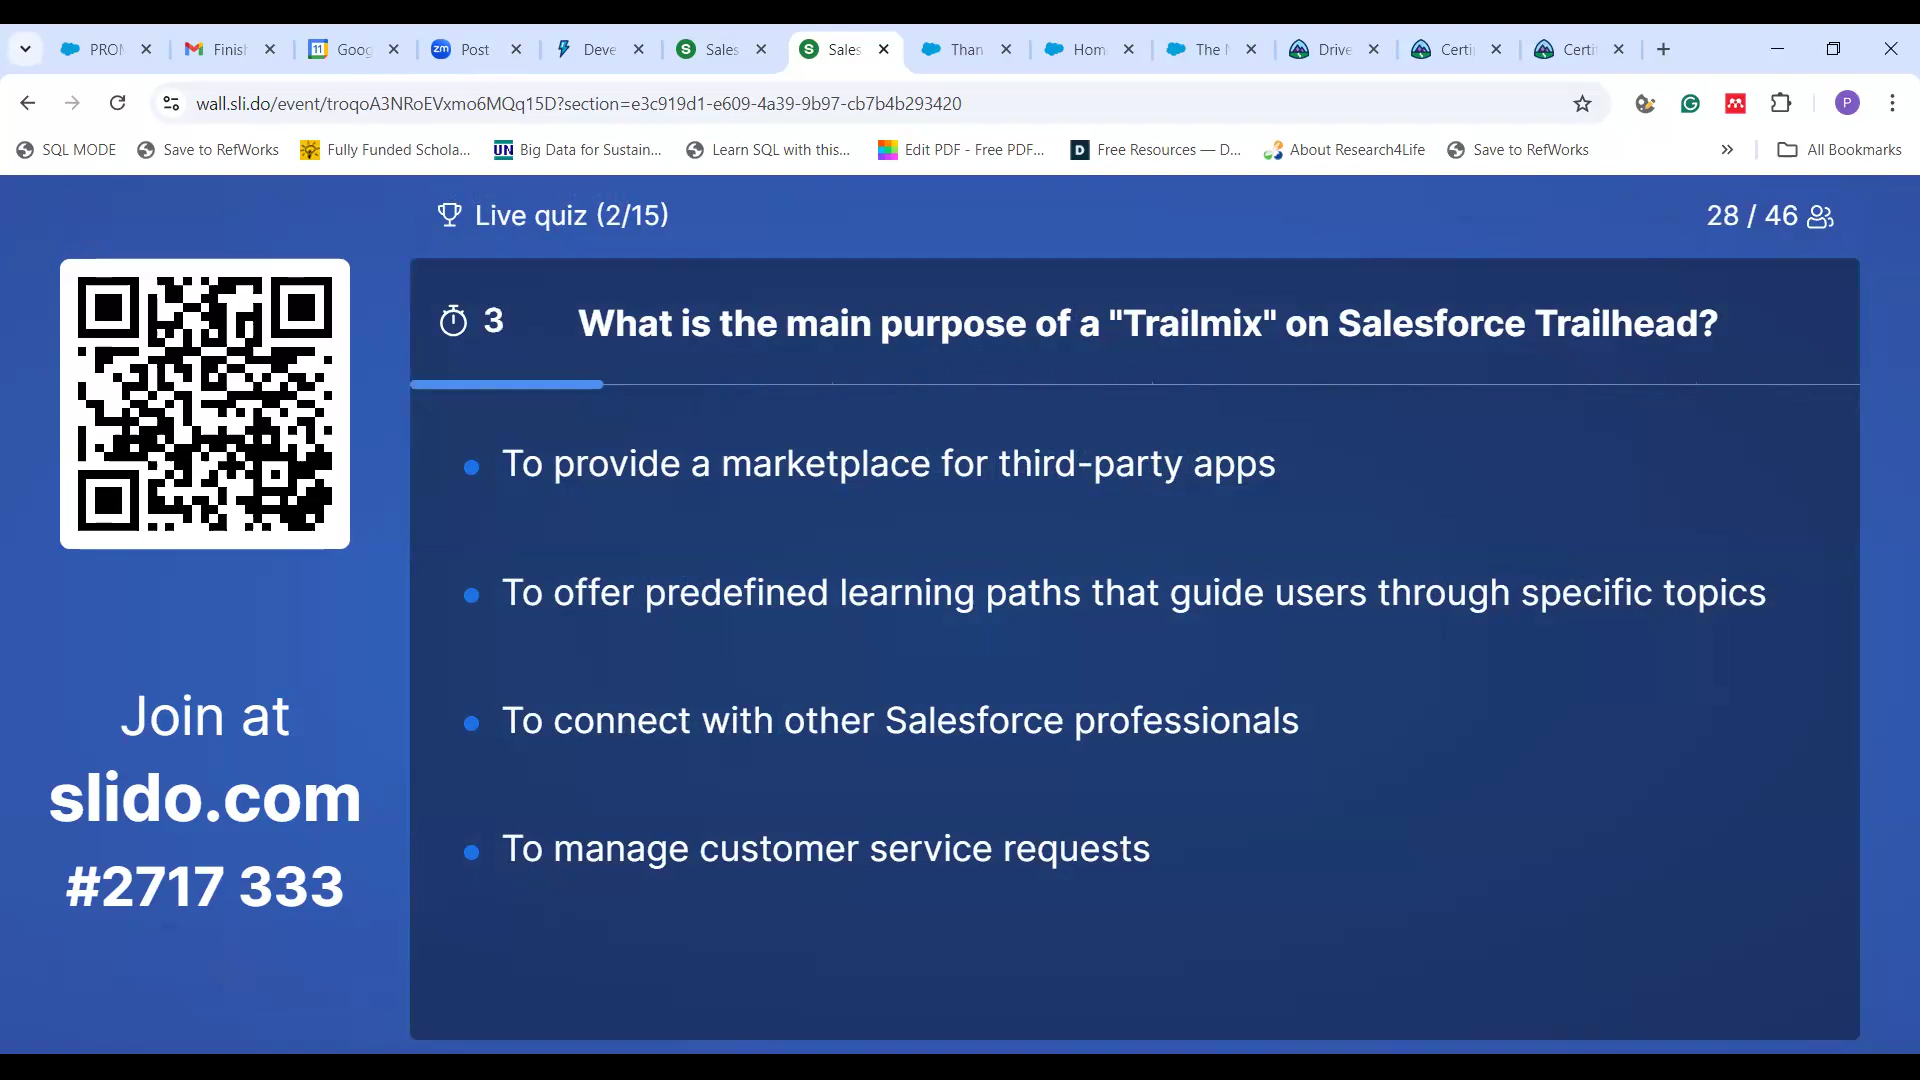 PROM
Finish
Goog
Post
Deve
Sales
Sales
Than
Hom
The N
Drive
Certi
Certi
wall.sli.do/event/troqoA3NRoEVxmo6MQq15D?section=e3c919d1-e609-4a39-9b97-cb7b4b293420
P
SQL MODE
Save to RefWorks
Fully Funded Schola...
UN
Big Data for Sustain...
Learn SQL with this...
Edit PDF - Free PDF...
D
Free Resources — D...
About Research4Life
Save to RefWorks
All Bookmarks
Live quiz (2/15)
28 / 46
3
What is the main purpose of a "Trailmix" on Salesforce Trailhead?
To provide a marketplace for third-party apps
To offer predefined learning paths that guide users through specific topics
To connect with other Salesforce professionals
To manage customer service requests
Join at
slido.com
#2717 333